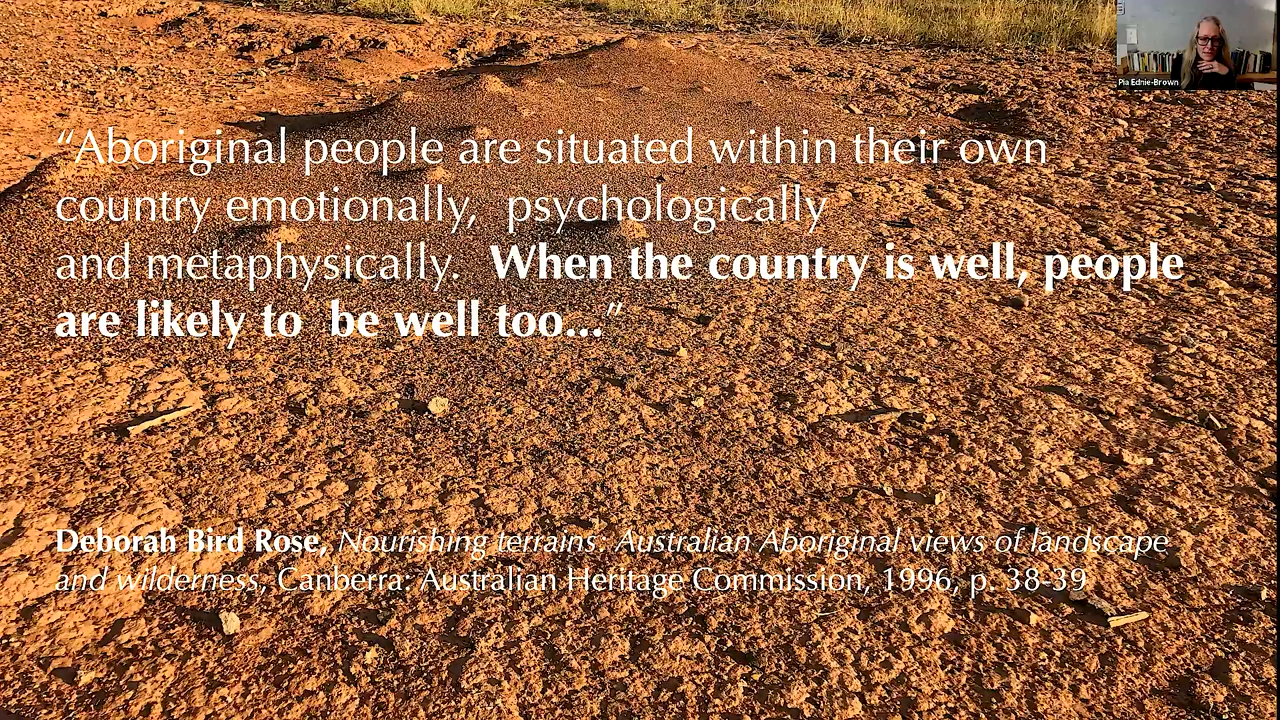 Pia Ednie-Brown
“Aboriginal people are situated within their own
country emotionally,  psychologically
and metaphysically.  When the country is well, people
are likely to  be well too...”
Deborah Bird Rose, Nourishing terrains: Australian Aboriginal views of landscape
and wilderness, Canberra: Australian Heritage Commission, 1996, p. 38-39